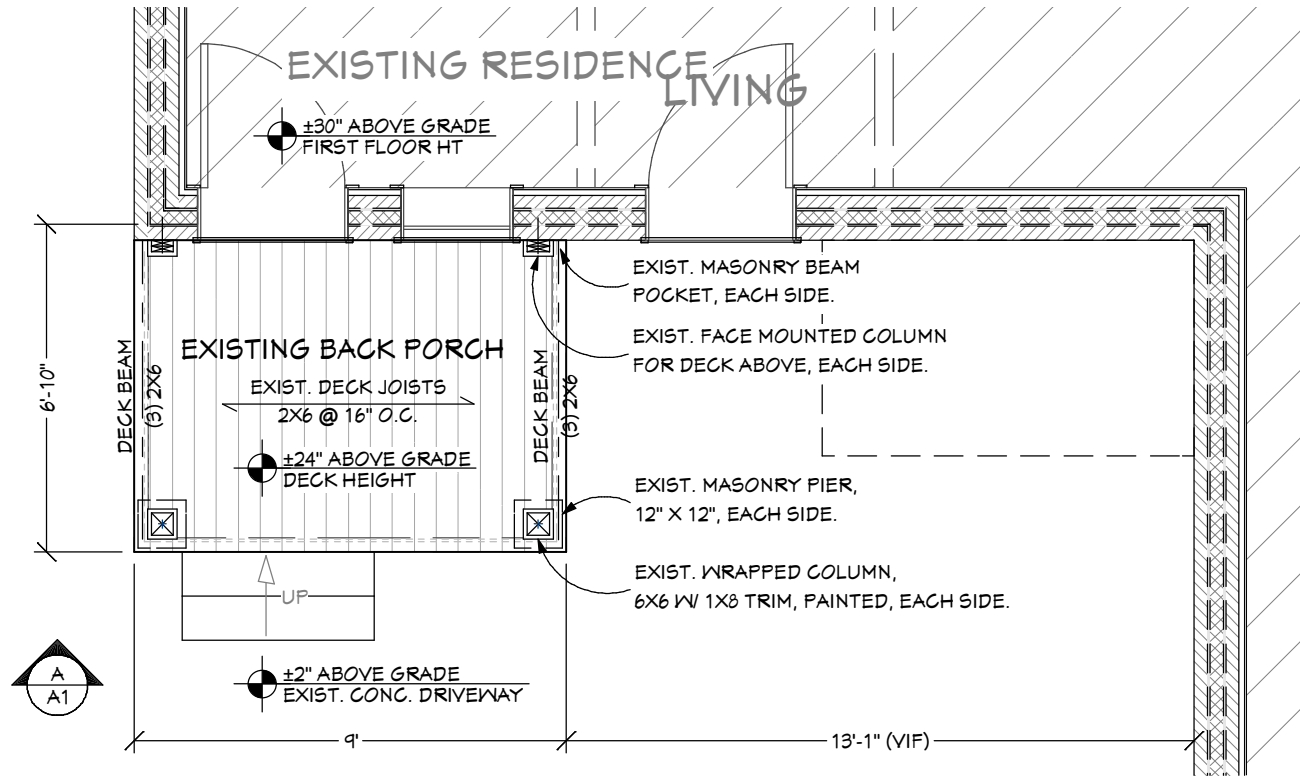 EXISTING RESIDENCE
LIVING
±30" ABOVE GRADE
FIRST FLOOR HT
EXIST. MASONRY BEAM
POCKET, EACH SIDE.
EXIST. FACE MOUNTED COLUMN
FOR DECK ABOVE, EACH SIDE.
6'-10"
DECK BEAM
(3) 2X6
EXISTING BACK PORCH
EXIST. DECK JOISTS
2X6 @ 16" O.C.
DECK BEAM
(3) 2X6
±24" ABOVE GRADE
DECK HEIGHT
EXIST. MASONRY PIER,
12" X 12", EACH SIDE.
EXIST. WRAPPED COLUMN,
6X6 W/ 1X8 TRIM, PAINTED, EACH SIDE.
UP
A
A1
±2" ABOVE GRADE
EXIST. CONC. DRIVEWAY
9'
13'-1" (VIF)